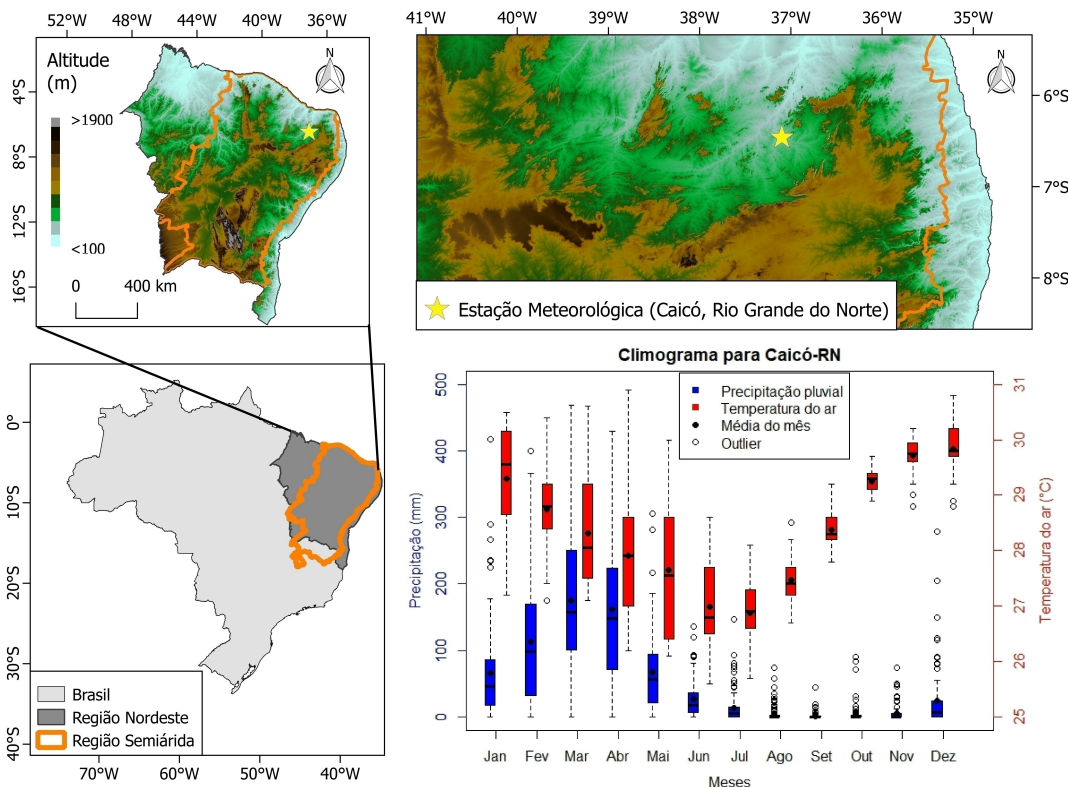 52°W 48°W 44°W 40°W 36°W
Altitude
(m)
>1900
<100
N
4°S
8°S
12°S
16°S
0 400 km
40°W 39°W 38°W 37°W 36°W 35°W
41°W
N
6°S
7°S
8°S
Estação Meteorológica (Caicó, Rio Grande do Norte)
0°
10°S
20°S
30°S
40°S
Brasil
Região Nordeste
Região Semiárida
70°W 60°W 50°W 40°W
Climograma para Caicó-RN
Precipitação pluvial
Temperatura do ar
Média do mês
Outlier
Precipitação (mm)
500
400
300
200
100
0
Temperatura do ar (°C)
31
30
29
28
27
26
25
Jan Fev Mar Abr Mai Jun Jul Ago Set Out Nov Dez
Meses